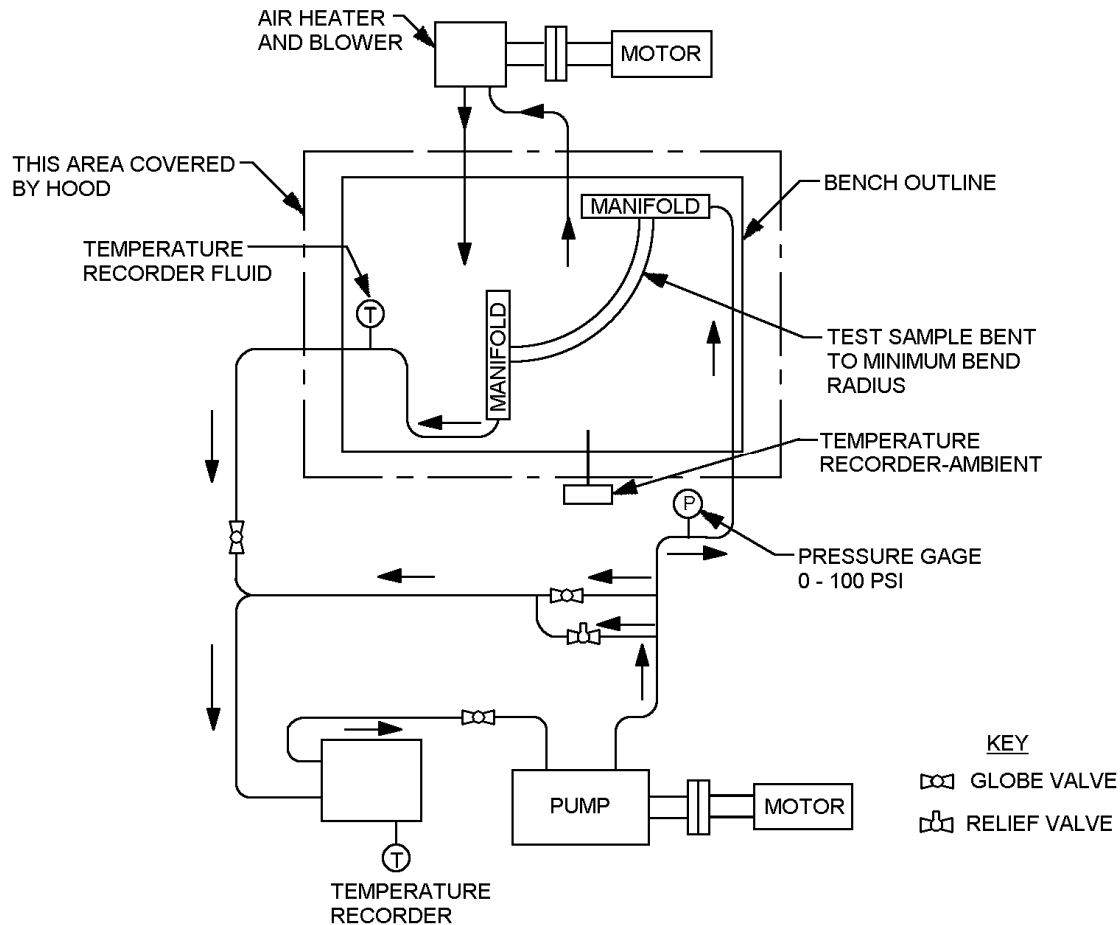 AIR HEATER
AND BLOWER
MOTOR
THIS AREA COVERED
BY HOOD
BENCH OUTLINE
MANIFOLD
TEMPERATURE
RECORDER FLUID
T
MANIFOLD
TEST SAMPLE BENT
TO MINIMUM BEND
RADIUS
TEMPERATURE
RECORDER-AMBIENT
P
PRESSURE GAGE
0 - 100 PSI
KEY
GLOBE VALVE
RELIEF VALVE
PUMP
MOTOR
T
TEMPERATURE
RECORDER